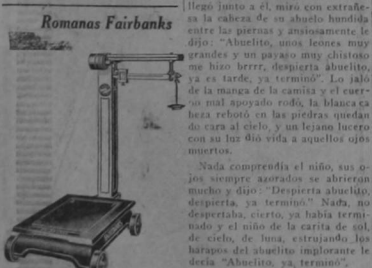 Romanas Fairbanks
llegó junto a él, miró con extrañe-
sa la cabeza de su abuelo hundida
entre las piernas y ansiosamente le
dijo: "Abuelito, unos leones muy
grandes y un payaso muy chistoso
me hizo brrrr, despierta abuelito,
ya es tarde, ya terminó". Lo jaló
de la manga de la camisa y el cuer-
po mal apoyado rodó, la blanca ca
beza rebotó en las piedras quedan
do cara al cielo, y un lejano lucero
con su luz dió vida a aquellos ojos
muertos.
Nada comprendía el niño, sus o-
jos siempre azorados se abrieron
mucho y dijo: "Despierta abuelito,
despierta, ya terminó." Nada, no
despertaba, cierto, ya había termi-
nado y el niño de la carita de sol,
de cielo, de luna, estrujando los
harapos del abuelito implorante le
decía "Abuelito, ya, terminó".